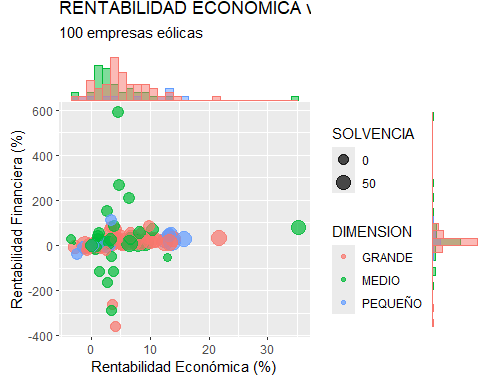 RENTABILIDAD ECONÓMICA v
100 empresas eólicas
600
400
200
0
-200
-400
0
10
20
30
Rentabilidad Financiera (%)
Rentabilidad Económica (%)
SOLVENCIA
0
50
DIMENSION
GRANDE
MEDIO
PEQUEÑO